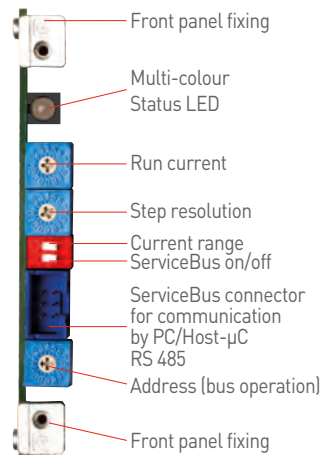 Front panel fixing
Multi-colour
Status LED
Run current
Step resolution
Current range
ServiceBus on/off
ServiceBus connector
for communication
by PC/Host-µC
RS 485
Address (bus operation)
Front panel fixing